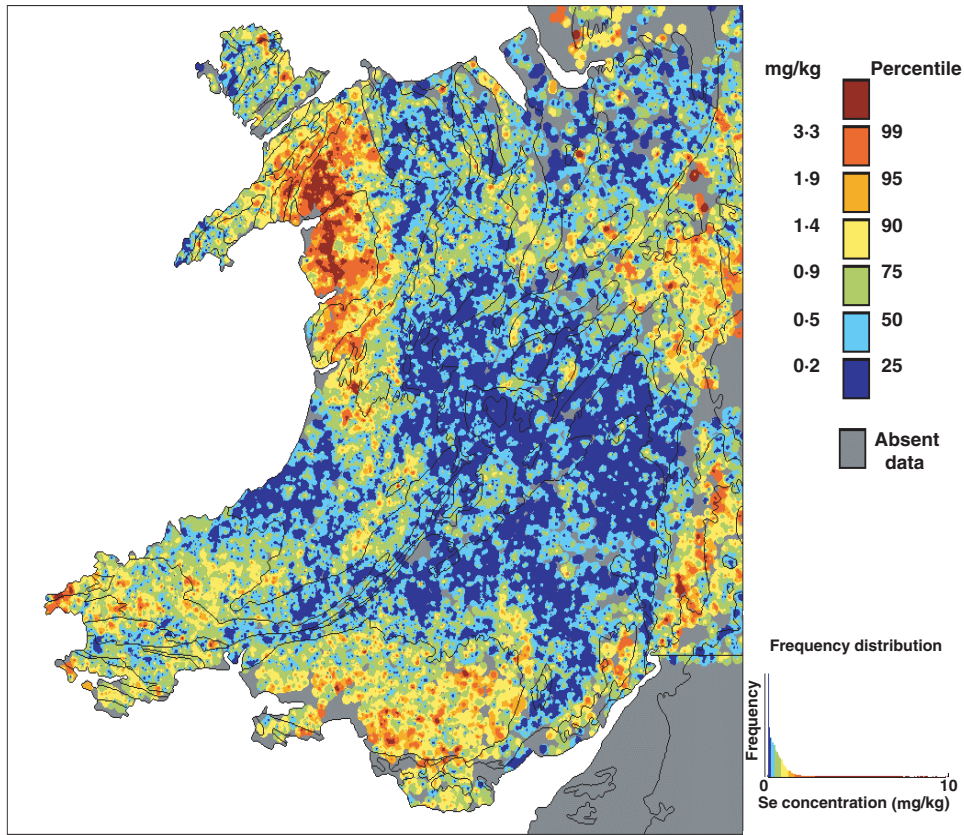 mg/kg Percentile
3·3 99
1·9 95
1·4 90
0·9 75
0·5 50
0·2 25
Absent
data
Frequency distribution
Frequency
0 10
Se concentration (mg/kg)